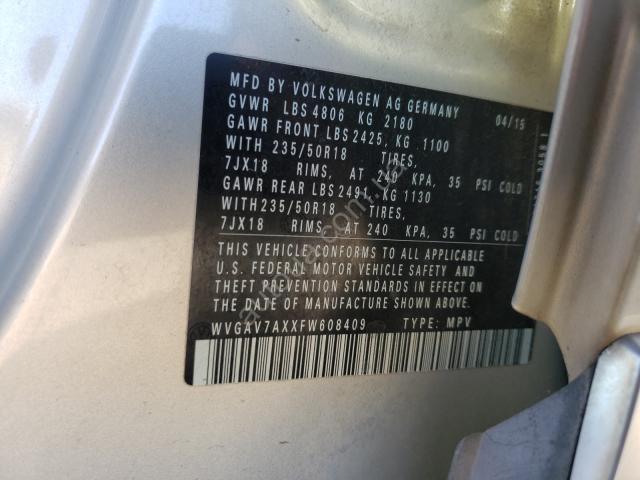 MFD BY VOLKSWAGEN AG GERMANY 04/15
GVWR LBS 4806 KG 2180
GAWR FRONT LBS 2425, KG 1100
WITH 235/50R18 TIRES,
7JX18 RIMS, AT 240 KPA, 35 PSI COLD
GAWR REAR LBS 2491, KG 1130
WITH 235/50R18 TIRES,
7JX18 RIMS, AT 240 KPA, 35 PSI COLD
THIS VEHICLE CONFORMS TO ALL APPLICABLE
U.S. FEDERAL MOTOR VEHICLE SAFETY AND
THEFT PREVENTION STANDARDS IN EFFECT
ON THE DATE OF MANUFACTURE SHOWN ABOVE.
WVGAV7AXXFW608409 TYPE: MPV